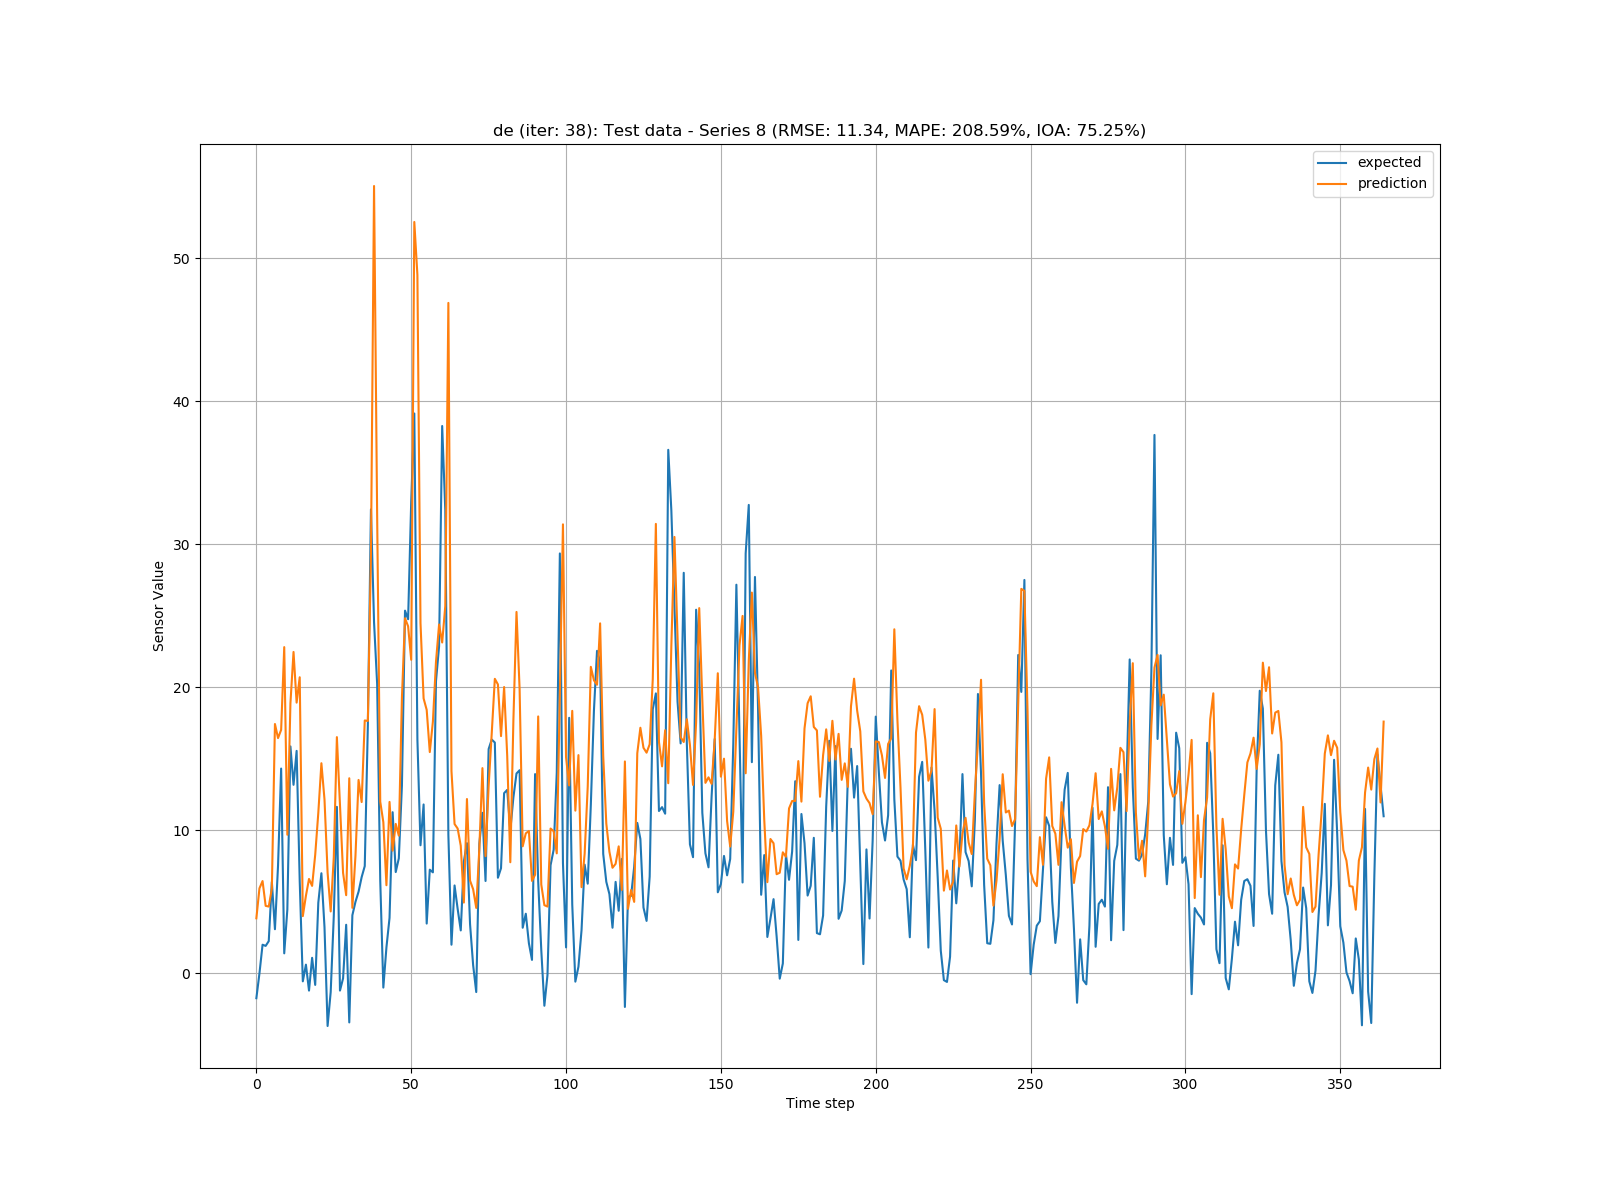 de (iter: 38): Test data - Series 8 (RMSE: 11.34, MAPE: 208.59%, IOA: 75.25%)
expected
prediction
50
40
30
20
10
0
Sensor Value
0 50 100 150 200 250 300 350
Time step